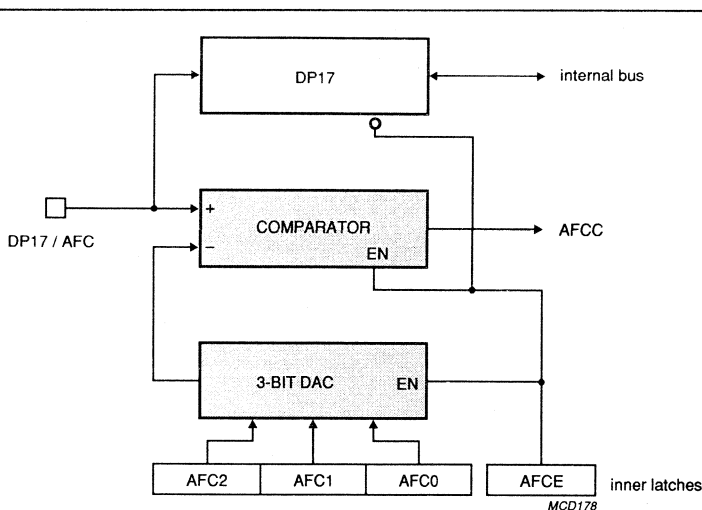 DP17
internal bus
DP17 / AFC
+
COMPARATOR
AFCC
−
EN
3-BIT DAC
EN
AFC2
AFC1
AFC0
AFCE
inner latches
MCD178